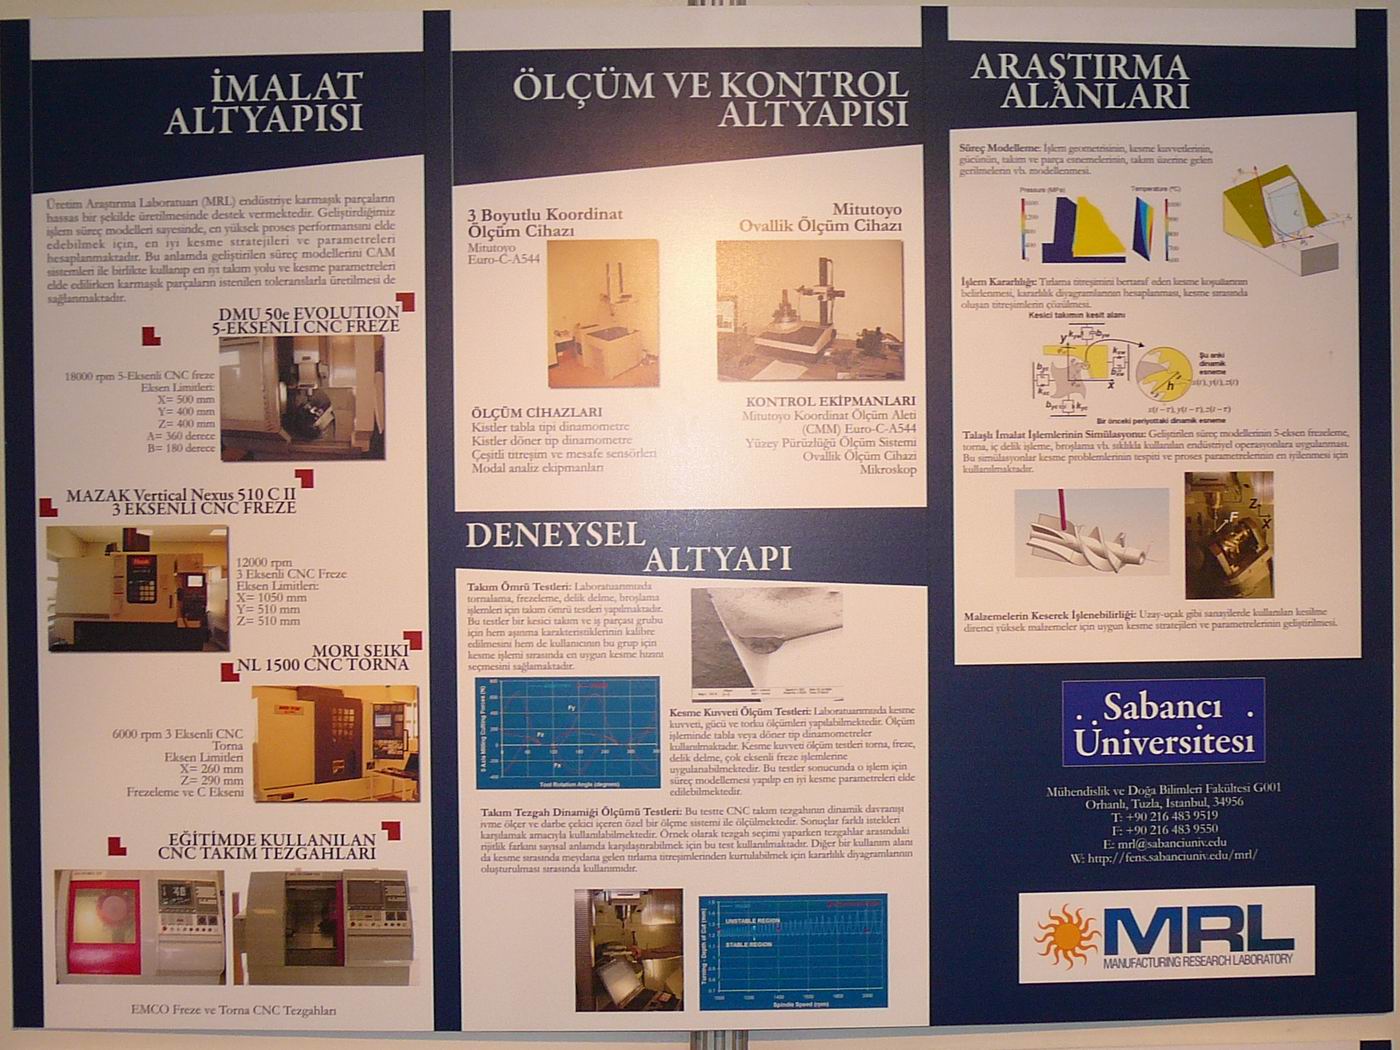 İMALAT
ALTYAPISI
Üretim Araştırma Laboratuarı (MRL) endüstriye karmaşık parçaların
hassas bir şekilde üretilmesinde destek vermektedir. Geliştirdiğimiz
işlem süreç modelleri sayesinde, en yüksek proses performansını elde
edebilmek için, en iyi kesme stratejileri ve parametreleri
hesaplanmaktadır. Bu anlamda geliştirilen süreç modellerini CAM
sistemleri ile birlikte kullanıp en iyi takım yolu ve kesme parametreleri
elde edilirken karmaşık parçaların istenilen toleranslarla üretilmesi de
sağlanmaktadır.
DMU 50e EVOLUTION
5-EKSENLİ CNC FREZE
18000 rpm 5-Eksenli CNC freze
Eksen Limitleri:
X= 500 mm
Y= 400 mm
Z= 400 mm
A= 360 derece
B= 180 derece
MAZAK Vertical Nexus 510 C II
3 EKSENLİ CNC FREZE
12000 rpm
3 Eksenli CNC Freze
Eksen Limitleri:
X= 1050 mm
Y= 510 mm
Z= 510 mm
MORI SEIKI
NL 1500 CNC TORNA
6000 rpm 3 Eksenli CNC
Torna
Eksen Limitleri
X= 260 mm
Z= 290 mm
Frezeleme ve C Ekseni
EĞİTİMDE KULLANILAN
CNC TAKIM TEZGAHLARI
EMCO Freze ve Torna CNC Tezgahları
ÖLÇÜM VE KONTROL
ALTYAPISI
3 Boyutlu Koordinat
Ölçüm Cihazı
Mitutoyo
Euro-C-A544
Mitutoyo
Ovallik Ölçüm Cihazı
ÖLÇÜM CİHAZLARI
Kistler tabla tipi dinamometre
Kistler döner tip dinamometre
Çeşitli titreşim ve mesafe sensörleri
Modal analiz ekipmanları
KONTROL EKİPMANLARI
Mitutoyo Koordinat Ölçüm Aleti
(CMM) Euro-C-A544
Yüzey Pürüzlüğü Ölçüm Sistemi
Ovallik Ölçüm Cihazi
Mikroskop
DENEYSEL
ALTYAPI
Takım Ömrü Testleri: Laboratuarımızda
tornalama, frezeleme, delik delme, broşlama
işlemleri için takım ömrü testleri yapılmaktadır.
Bu testler bir kesici takım ve iş parçası grubu
için hem aşınma karakteristiklerinin kalibre
edilmesini hem de kullanıcının bu grup için
kesme işlemi sırasında en uygun kesme hızını
seçmesini sağlamaktadır.
5 Axis Milling Cutting Forces (N)
Fy
Fz
Fx
Tool Rotation Angle (degrees)
Kesme Kuvveti Ölçüm Testleri: Laboratuarımızda kesme
kuvveti, gücü ve torku ölçümleri yapılabilmektedir. Ölçüm
işleminde tabla veya döner tip dinamometreler
kullanılmaktadır. Kesme kuvveti ölçüm testleri torna, freze,
delik delme, çok eksenli freze işlemlerine
uygulanabilmektedir. Bu testler sonucunda o işlem için
süreç modellemesi yapılıp en iyi kesme parametreleri elde
edilebilmektedir.
Takım Tezgah Dinamiği Ölçümü Testleri: Bu testte CNC takım tezgahının dinamik davranışı
ivme ölçer ve darbe çekici içeren özel bir ölçme sistemi ile ölçülmektedir. Sonuçlar farklı istekleri
karşılamak amacıyla kullanılabilmektedir. Örnek olarak tezgah seçimi yaparken tezgahlar arasındaki
rijitlik farkını sayısal anlamda karşılaştırabilmek için bu test kullanılmaktadır. Diğer bir kullanım alanı
da kesme sırasında meydana gelen tırlama titreşimlerinden kurtulabilmek için kararlılık diyagramlarının
oluşturulması sırasında kullanımıdır.
UNSTABLE REGION
STABLE REGION
Turning - Depth of Cut (mm)
Spindle Speed (rpm)
ARAŞTIRMA
ALANLARI
Süreç Modelleme: İşlem geometrisinin, kesme kuvvetlerinin,
gücünün, takım ve parça esnemelerinin, takım üzerine gelen
gerilmelerin vb. modellenmesi.
Pressure (MPa)
Temperature (°C)
İşlem Kararlılığı: Tırlama titreşimini bertaraf eden kesme koşullarının
belirlenmesi, kararlılık diyagramlarının hesaplanması, kesme sırasında
oluşan titreşimlerin çözülmesi.
Kesici takımın kesit alanı
Şu anki
dinamik
esneme
x(t), y(t), z(t)
x(t − τ), y(t − τ), z(t − τ)
Bir önceki periyottaki dinamik esneme
Talaşlı İmalat İşlemlerinin Simülasyonu: Geliştirilen süreç modellerinin 5-eksen frezeleme,
torna, iç delik işleme, broşlama vb. sıklıkla kullanılan endüstriyel operasyonlara uygulanması.
Bu simülasyonlar kesme problemlerinin tespiti ve proses parametrelerinin en iyilenmesi için
kullanılmaktadır.
F
Z
X
Malzemelerin Keserek İşlenebilirliği: Uzay-uçak gibi sanayilerde kullanılan kesilme
direnci yüksek malzemeler için uygun kesme stratejileri ve parametrelerinin geliştirilmesi.
Sabancı
Üniversitesi
Mühendislik ve Doğa Bilimleri Fakültesi G001
Orhanlı, Tuzla, İstanbul, 34956
T: +90 216 483 9519
F: +90 216 483 9550
E: mrl@sabanciuniv.edu
W: http://fens.sabanciuniv.edu/mrl/
MRL
MANUFACTURING RESEARCH LABORATORY